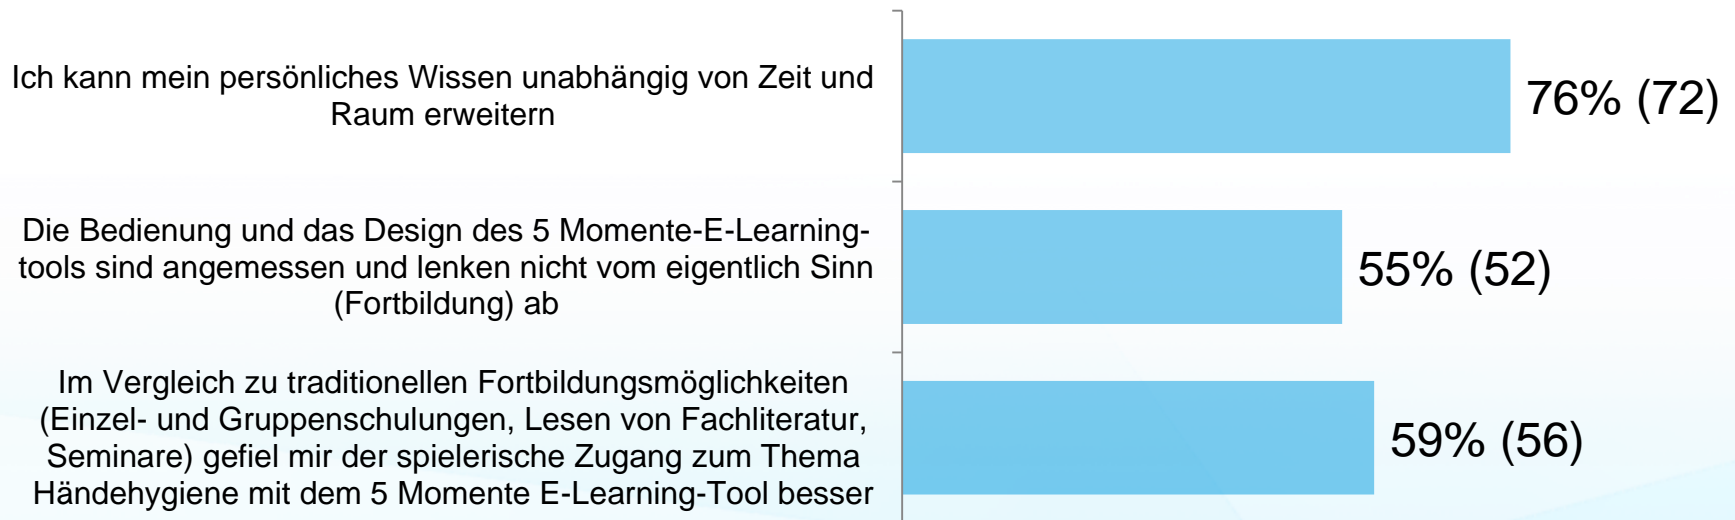 Ich kann mein persönliches Wissen unabhängig von Zeit und
Raum erweitern
76% (72)
Die Bedienung und das Design des 5 Momente-E-Learning-
tools sind angemessen und lenken nicht vom eigentlich Sinn
(Fortbildung) ab
55% (52)
Im Vergleich zu traditionellen Fortbildungsmöglichkeiten
(Einzel- und Gruppenschulungen, Lesen von Fachliteratur,
Seminare) gefiel mir der spielerische Zugang zum Thema
Händehygiene mit dem 5 Momente E-Learning-Tool besser
59% (56)